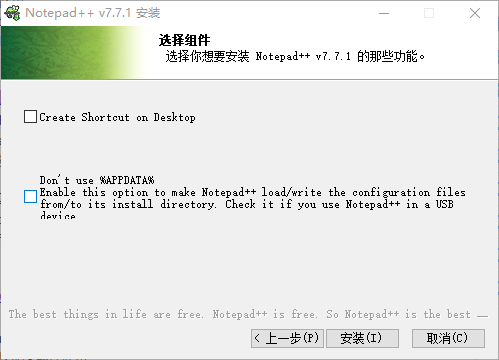 Notepad++ v7.7.1 安装
选择组件
选择你想要安装 Notepad++ v7.7.1 的那些功能。
Create Shortcut on Desktop
Don't use %APPDATA%
Enable this option to make Notepad++ load/write the configuration files
from/to its install directory. Check it if you use Notepad++ in a USB
device
The best things in life are free. Notepad++ is free. So Notepad++ is the best
< 上一步(P)
安装(I)
取消(C)